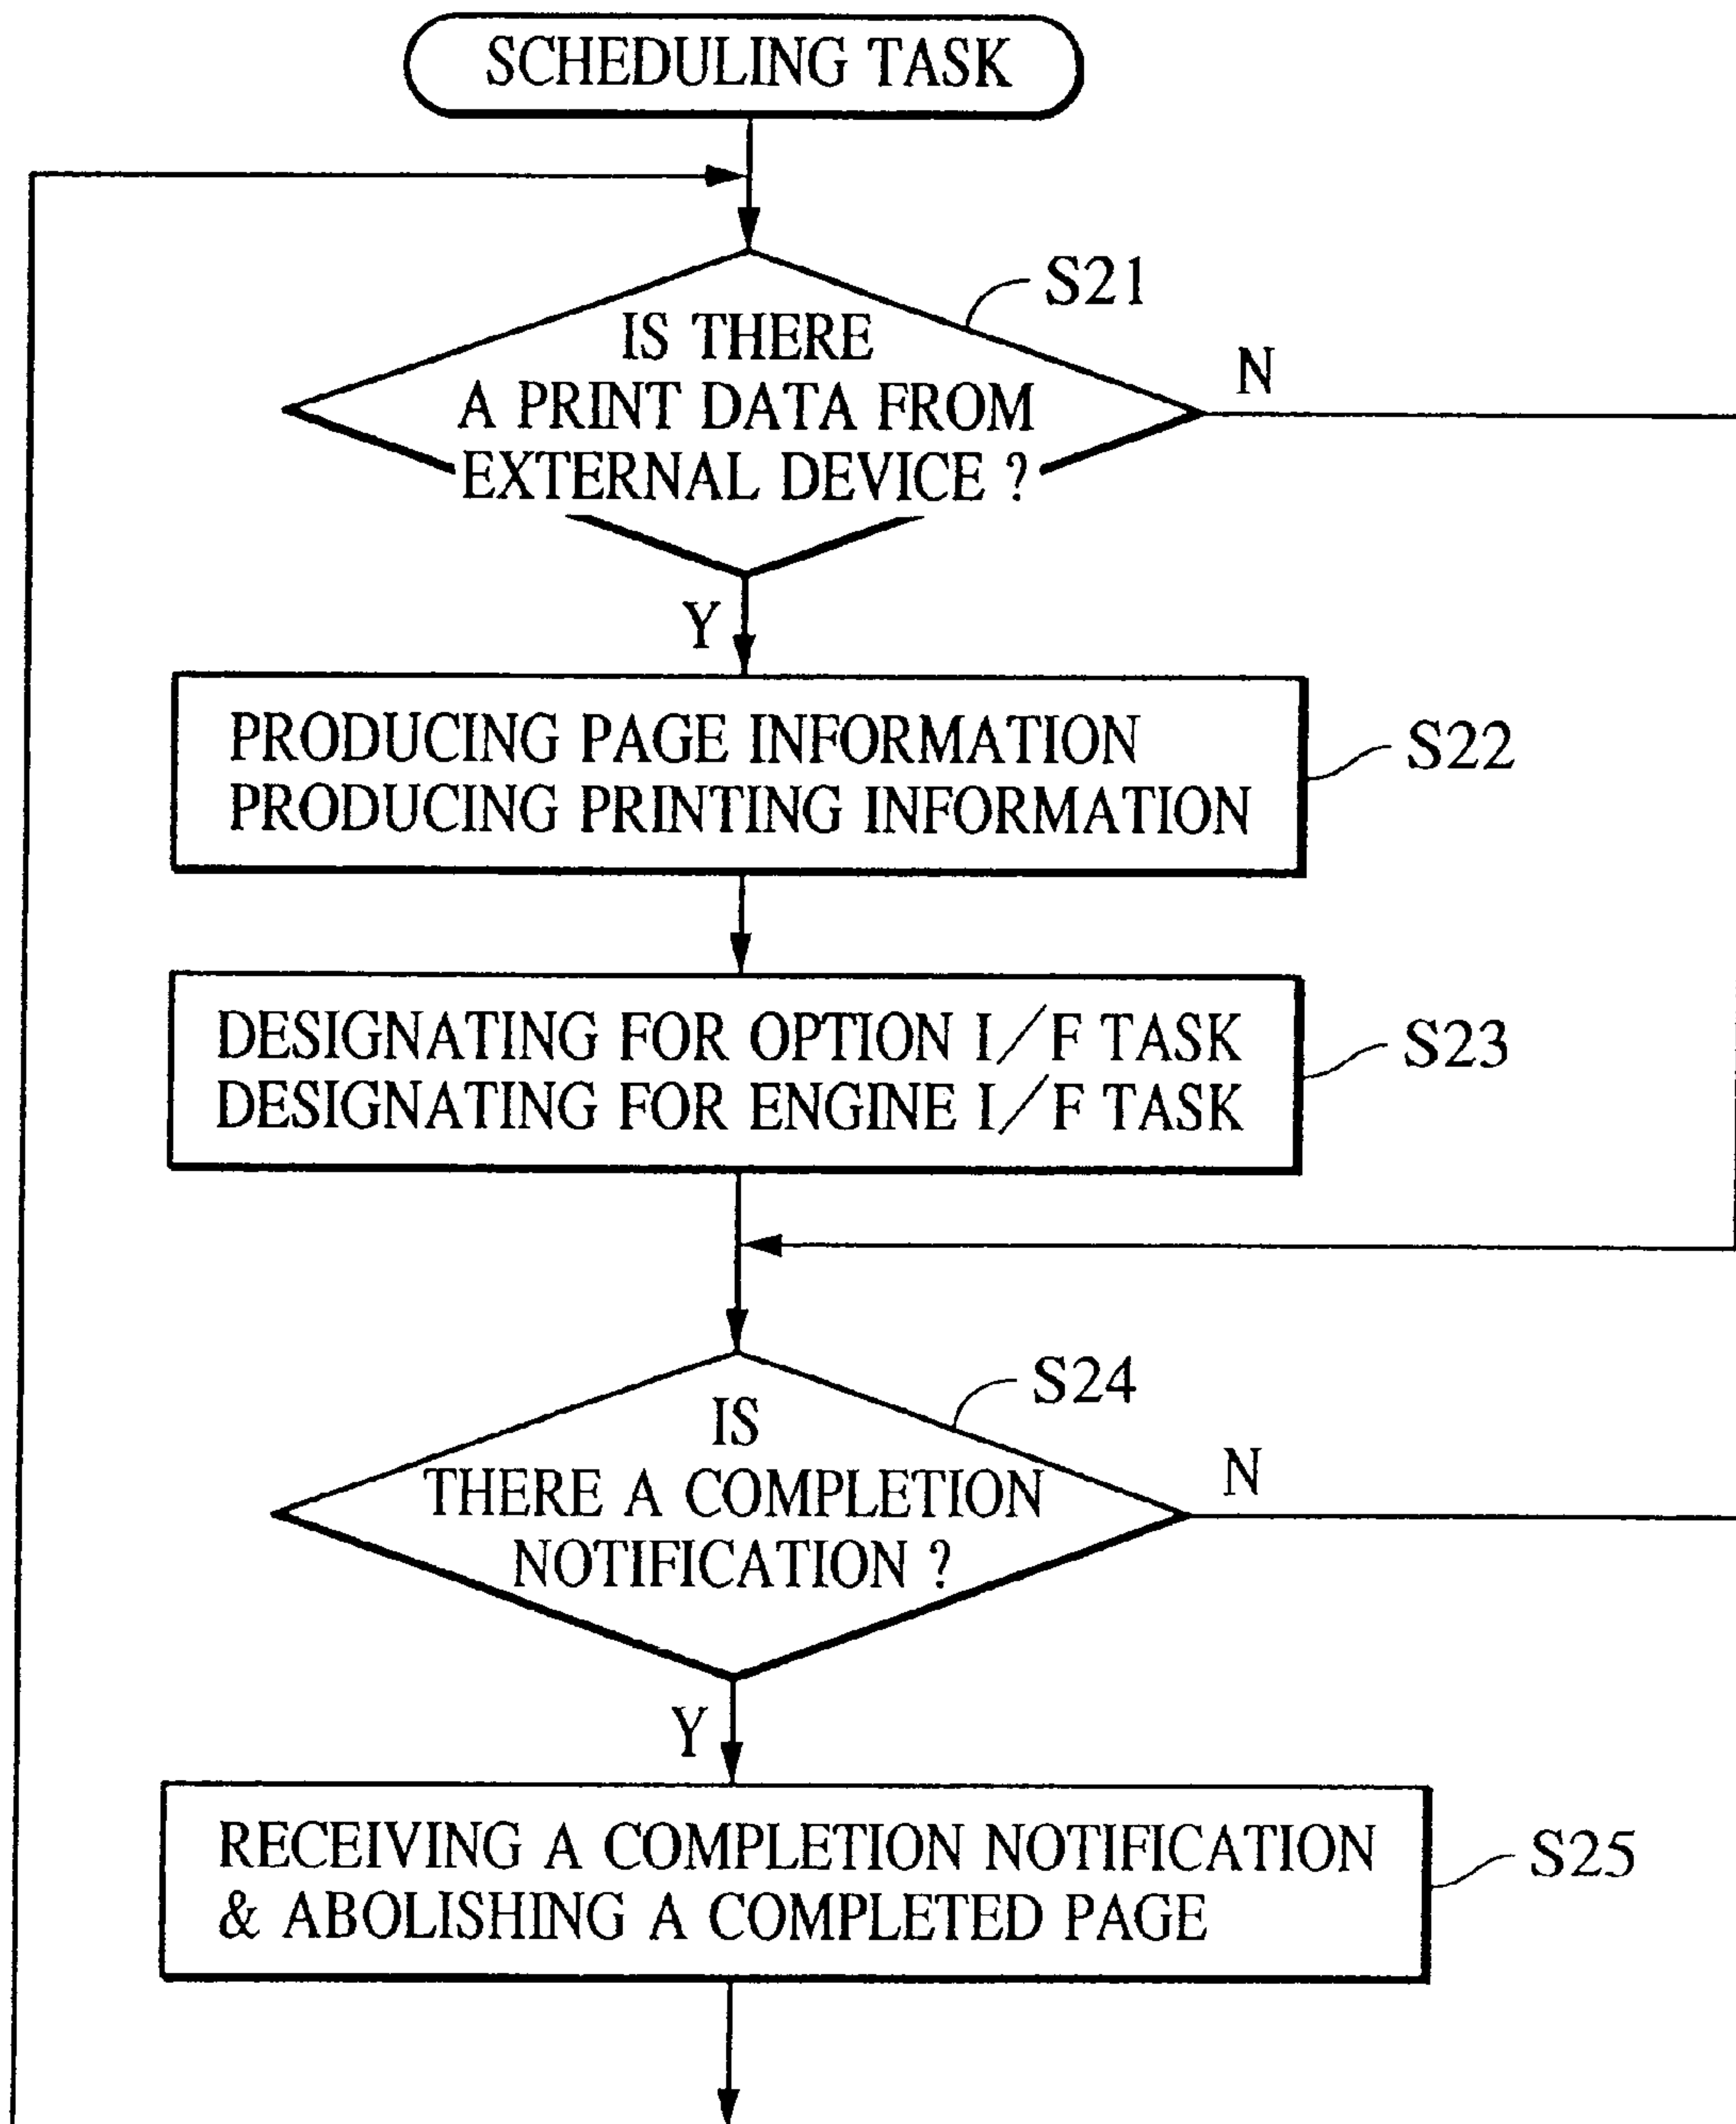 SCHEDULING TASK
S21
IS THERE
A PRINT DATA FROM
EXTERNAL DEVICE ?
N
Y
PRODUCING PAGE INFORMATION
PRODUCING PRINTING INFORMATION
S22
DESIGNATING FOR OPTION I/F TASK
DESIGNATING FOR ENGINE I/F TASK
S23
S24
IS
THERE A COMPLETION
NOTIFICATION ?
N
Y
RECEIVING A COMPLETION NOTIFICATION
& ABOLISHING A COMPLETED PAGE
S25